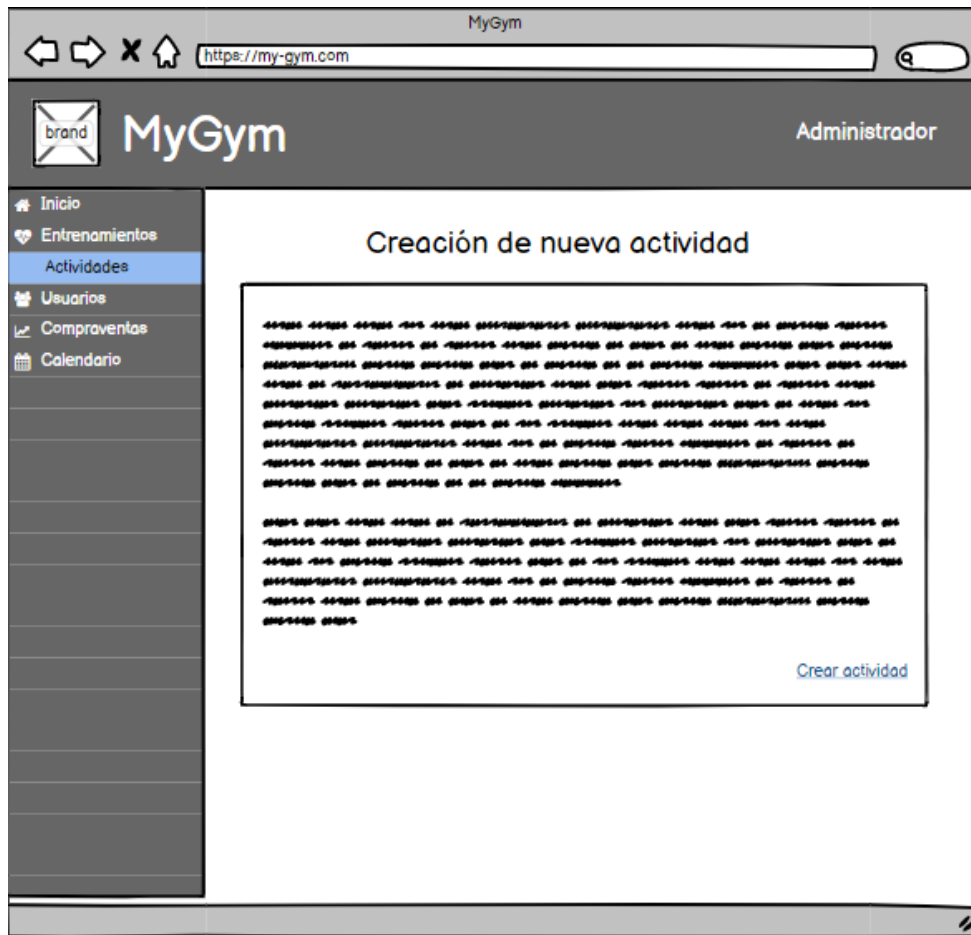 MyGym
https://my-gym.com
brand
MyGym
Administrador
Inicio
Entrenamientos
Actividades
Usuarios
Compraventas
Calendario
Creación de nueva actividad
Crear actividad